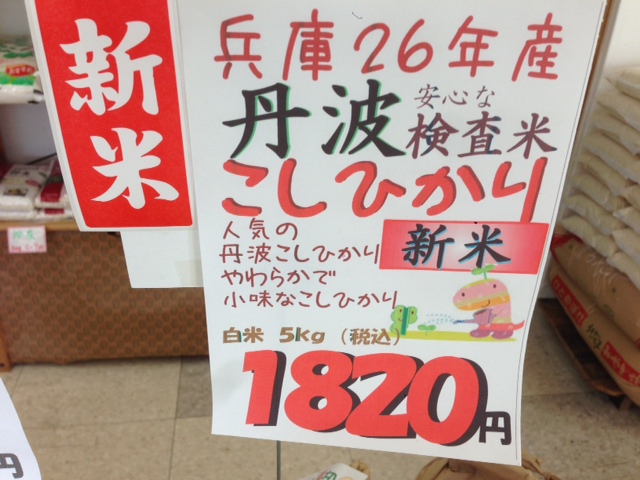 新米
兵庫26年産
丹波
安心な
検査米
こしひかり
人気の
丹波こしひかり
やわらかで
小味なこしひかり
新米
白米 5kg (税込)
1820円
円